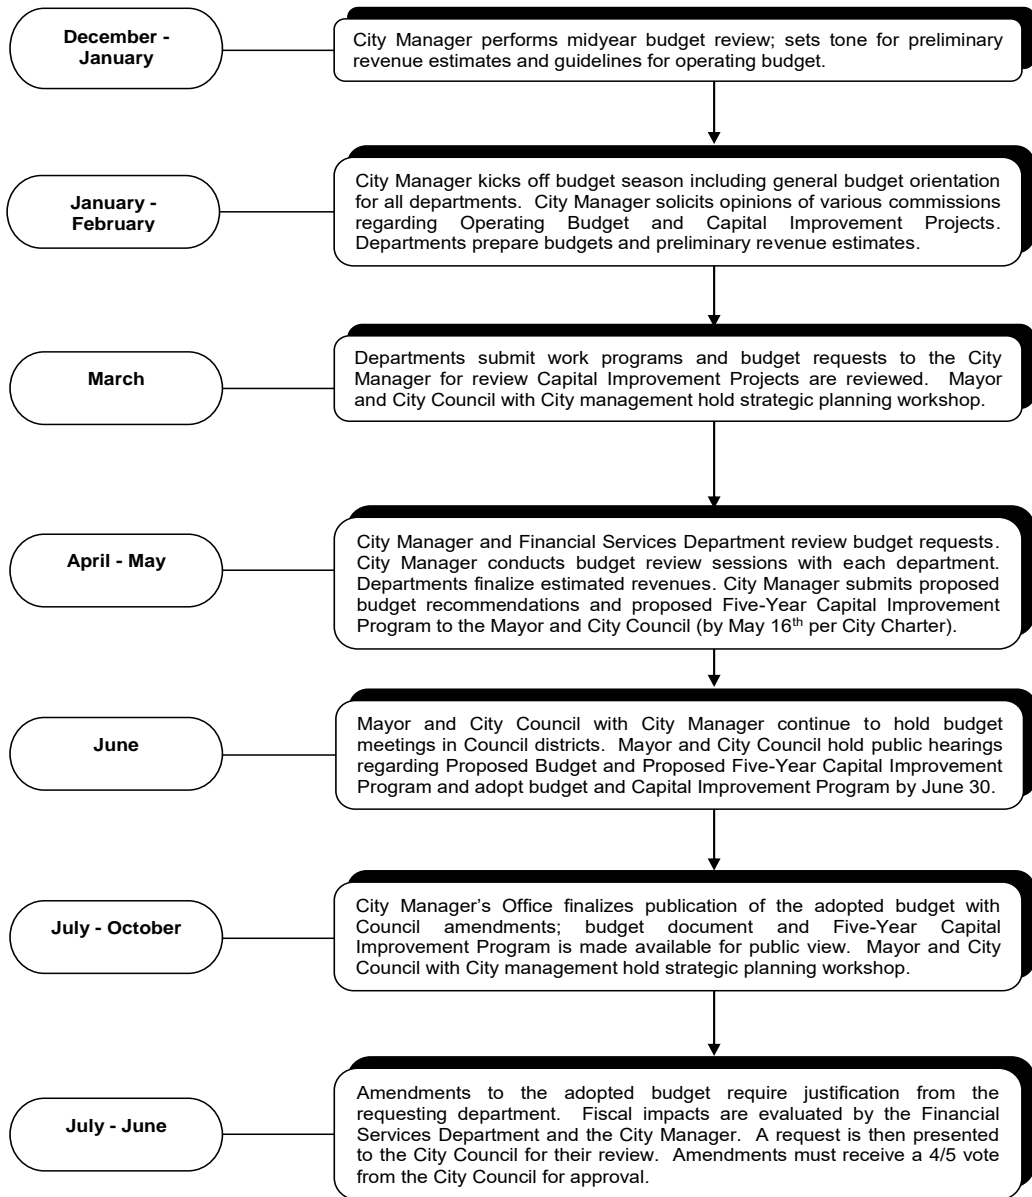 December -
January
City Manager performs midyear budget review; sets tone for preliminary
revenue estimates and guidelines for operating budget.
January -
February
City Manager kicks off budget season including general budget orientation
for all departments. City Manager solicits opinions of various commissions
regarding Operating Budget and Capital Improvement Projects.
Departments prepare budgets and preliminary revenue estimates.
March
Departments submit work programs and budget requests to the City
Manager for review Capital Improvement Projects are reviewed. Mayor
and City Council with City management hold strategic planning workshop.
April - May
City Manager and Financial Services Department review budget requests.
City Manager conducts budget review sessions with each department.
Departments finalize estimated revenues. City Manager submits proposed
budget recommendations and proposed Five-Year Capital Improvement
Program to the Mayor and City Council (by May 16th per City Charter).
June
Mayor and City Council with City Manager continue to hold budget
meetings in Council districts. Mayor and City Council hold public hearings
regarding Proposed Budget and Proposed Five-Year Capital Improvement
Program and adopt budget and Capital Improvement Program by June 30.
July - October
City Manager's Office finalizes publication of the adopted budget with
Council amendments; budget document and Five-Year Capital
Improvement Program is made available for public view. Mayor and City
Council with City management hold strategic planning workshop.
July - June
Amendments to the adopted budget require justification from the
requesting department. Fiscal impacts are evaluated by the Financial
Services Department and the City Manager. A request is then presented
to the City Council for their review. Amendments must receive a 4/5 vote
from the City Council for approval.